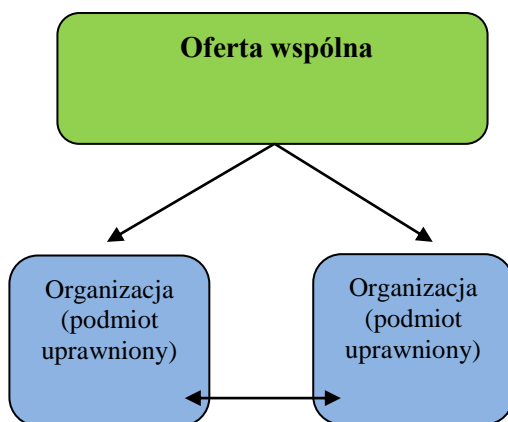 Oferta wspólna
Organizacja
(podmiot
uprawniony)
Organizacja
(podmiot
uprawniony)